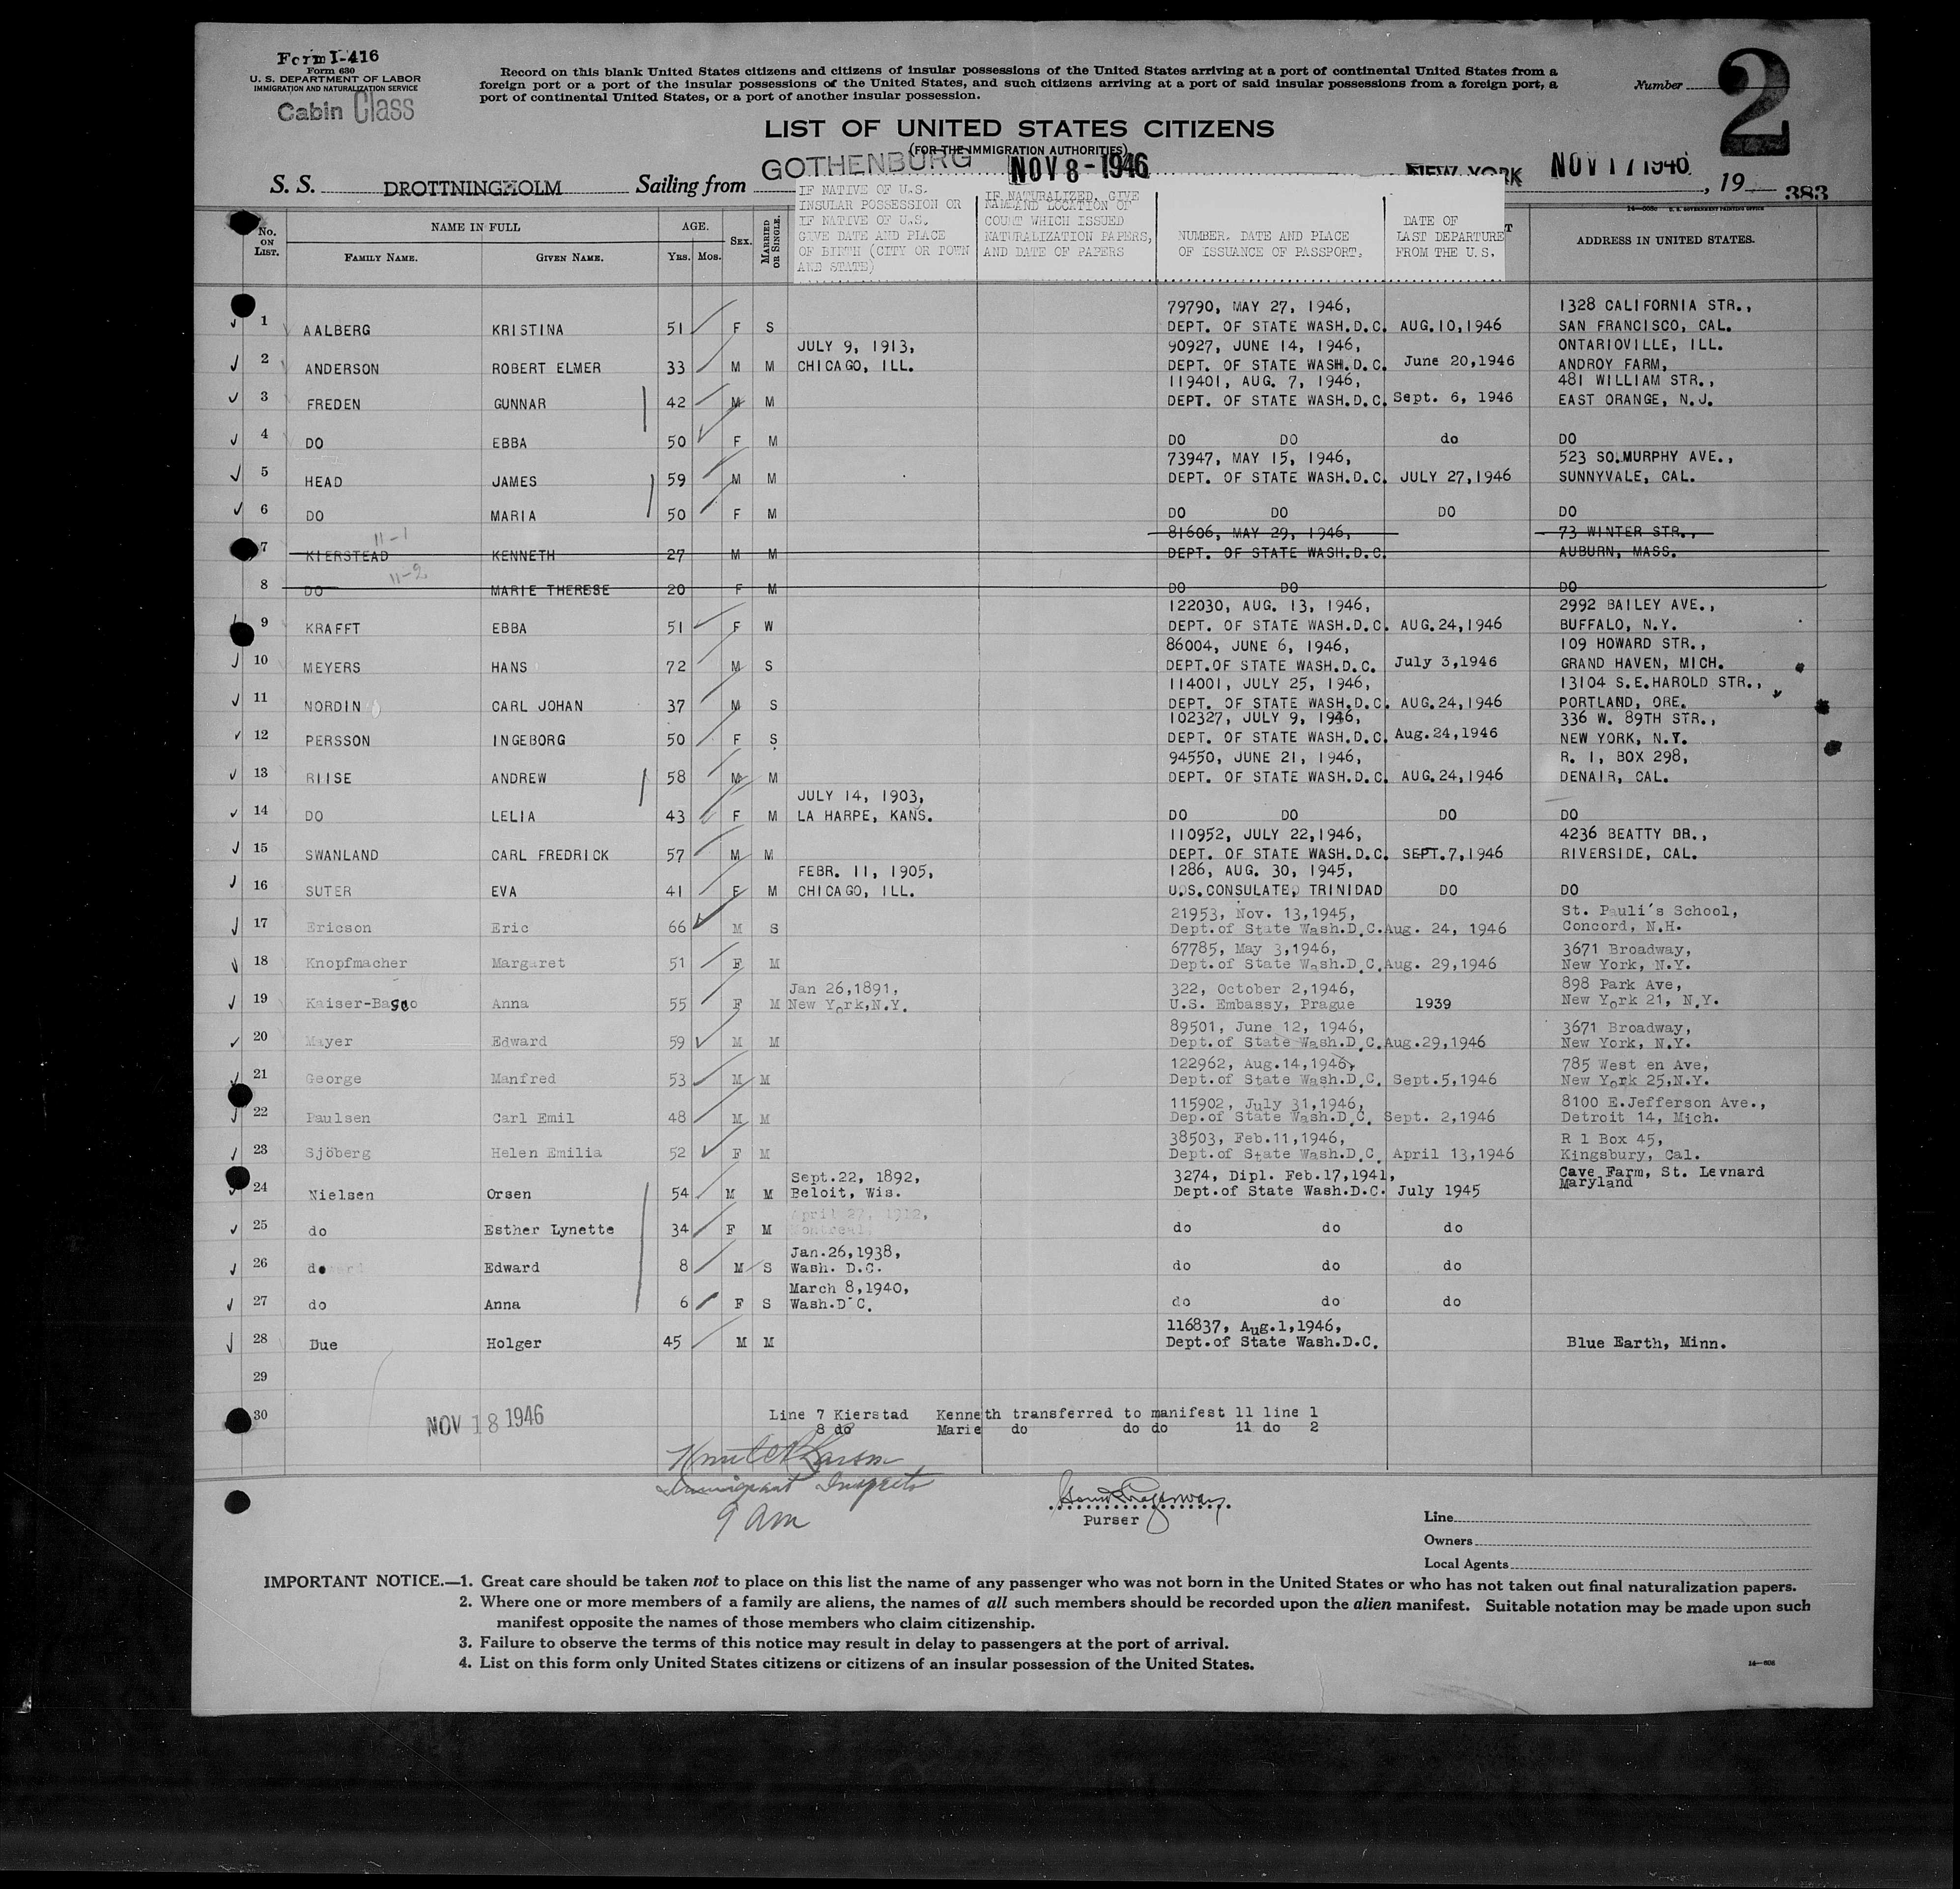 Form I-416
Form 630
U. S. DEPARTMENT OF LABOR
IMMIGRATION AND NATURALIZATION SERVICE
Cabin Class
Record on this blank United States citizens and citizens of insular possessions of the United States arriving at a port of continental United States from a
foreign port or a port of the insular possessions of the United States, and such citizens arriving at a port of said insular possessions from a foreign port, a
port of continental United States, or a port of another insular possession.
Number
2
LIST OF UNITED STATES CITIZENS
(FOR THE IMMIGRATION AUTHORITIES)
S. S. DROTTNINGHOLM Sailing from GOTHENBURG NOV 8 - 1946 NEW YORK NOV 17 1946, 19 383
No. ON LIST.
NAME IN FULL
FAMILY NAME. GIVEN NAME.
AGE.
Yrs. Mos.
SEX.
MARRIED OR SINGLE.
IF NATIVE OF U.S.
INSULAR POSSESSION OR
IF NATIVE OF U.S.
GIVE DATE AND PLACE
OF BIRTH (CITY OR TOWN
AND STATE)
IF NATURALIZED, GIVE
NAME AND LOCATION OF
COURT WHICH ISSUED
NATURALIZATION PAPERS,
AND DATE OF PAPERS
NUMBER, DATE AND PLACE
OF ISSUANCE OF PASSPORT.
DATE OF
LAST DEPARTURE
FROM THE U.S.
ADDRESS IN UNITED STATES.
79790, MAY 27, 1946, 1328 CALIFORNIA STR.,
1 AALBERG KRISTINA 51 F S DEPT. OF STATE WASH.D.C. AUG.10,1946 SAN FRANCISCO, CAL.
JULY 9, 1913, 90927, JUNE 14, 1946, ONTARIOVILLE, ILL.
2 ANDERSON ROBERT ELMER 33 M M CHICAGO, ILL. DEPT. OF STATE WASH.D.C. June 20,1946 ANDROY FARM,
119401, AUG. 7, 1946, 481 WILLIAM STR.,
3 FREDEN GUNNAR 42 M M DEPT. OF STATE WASH.D.C. Sept. 6, 1946 EAST ORANGE, N.J.
4 DO EBBA 50 F M DO DO do DO
73947, MAY 15, 1946, 523 SO.MURPHY AVE.,
5 HEAD JAMES 59 M M DEPT. OF STATE WASH.D.C. JULY 27,1946 SUNNYVALE, CAL.
6 DO MARIA 50 F M DO DO DO DO
11-1 81606, MAY 29, 1946, 73 WINTER STR.,
7 KIERSTEAD KENNETH 27 M M DEPT. OF STATE WASH.D.C. AUBURN, MASS.
11-2
8 DO MARIE THERESE 20 F M DO DO DO
122030, AUG. 13, 1946, 2992 BAILEY AVE.,
9 KRAFFT EBBA 51 F W DEPT. OF STATE WASH.D.C. AUG.24,1946 BUFFALO, N.Y.
86004, JUNE 6, 1946, 109 HOWARD STR.,
10 MEYERS HANS 72 M S DEPT.OF STATE WASH.D.C. July 3,1946 GRAND HAVEN, MICH.
114001, JULY 25, 1946, 13104 S.E.HAROLD STR.,
11 NORDIN CARL JOHAN 37 M S DEPT. OF STATE WASH.D.C. AUG.24,1946 PORTLAND, ORE.
102327, JULY 9, 1946, 336 W. 89TH STR.,
12 PERSSON INGEBORG 50 F S DEPT. OF STATE WASH.D.C. Aug.24,1946 NEW YORK, N.Y.
94550, JUNE 21, 1946, R. 1, BOX 298,
13 RIISE ANDREW 58 M M DEPT. OF STATE WASH.D.C. AUG.24,1946 DENAIR, CAL.
JULY 14, 1903,
14 DO LELIA 43 F M LA HARPE, KANS. DO DO DO DO
110952, JULY 22,1946, 4236 BEATTY DR.,
15 SWANLAND CARL FREDRICK 57 M M DEPT. OF STATE WASH.D.C. SEPT.7,1946 RIVERSIDE, CAL.
FEBR. 11, 1905, 1286, AUG. 30, 1945,
16 SUTER EVA 41 F M CHICAGO, ILL. U.S.CONSULATE, TRINIDAD DO DO
21953, Nov. 13,1945, St. Pauli's School,
17 Ericson Eric 66 M S Dept.of State Wash.D.C. Aug. 24, 1946 Concord, N.H.
67785, May 3,1946, 3671 Broadway,
18 Knopfmacher Margaret 51 F M Dept.of State Wash.D.C. Aug. 29,1946 New York, N.Y.
Jan 26,1891, 322, October 2,1946, 898 Park Ave,
19 Anna 55 F M New York,N.Y. U.S. Embassy, Prague 1939 New York 21, N.Y.
89501, June 12, 1946, 3671 Broadway,
20 Mayer Edward 59 M M Dept.of State Wash.D.C. Aug.29,1946 New York, N.Y.
122962, Aug.14,1946, 785 West en Ave,
21 George Manfred 53 M M Dept.of State Wash.D.C. Sept.5,1946 New York 25,N.Y.
115902, July 31,1946, 8100 E.Jefferson Ave.,
22 Paulsen Carl Emil 48 M M Dep.of State Wash.D.C. Sept. 2,1946 Detroit 14, Mich.
38503, Feb.11,1946, R 1 Box 45,
23 Sjöberg Helen Emilia 52 F M Dept.of State Wash.D.C. April 13,1946 Kingsbury, Cal.
Sept.22, 1892, 3274, Dipl. Feb.17,1941, Cave Farm, St. Levnard
24 Nielsen Orsen 54 M M Beloit, Wis. Dept.of State Wash.D.C. July 1945 Maryland
April 27, 1912,
25 do Esther Lynette 34 F M Montreal do do do
Jan.26,1938,
26 do Edward 8 M S Wash. D.C. do do do
March 8,1940,
27 do Anna 6 F S Wash.D C. do do do
116837, Aug.1,1946,
28 Due Holger 45 M M Dept.of State Wash.D.C. Blue Earth, Minn.
29
30 Line 7 Kierstad Kenneth transferred to manifest 11 line 1
NOV 18 1946 8 do Marie do do do 11 do 2
Immigrant Inspector
9 am
Purser
Line
Owners
Local Agents
IMPORTANT NOTICE.—1. Great care should be taken not to place on this list the name of any passenger who was not born in the United States or who has not taken out final naturalization papers.
2. Where one or more members of a family are aliens, the names of all such members should be recorded upon the alien manifest. Suitable notation may be made upon such
manifest opposite the names of those members who claim citizenship.
3. Failure to observe the terms of this notice may result in delay to passengers at the port of arrival.
4. List on this form only United States citizens or citizens of an insular possession of the United States.